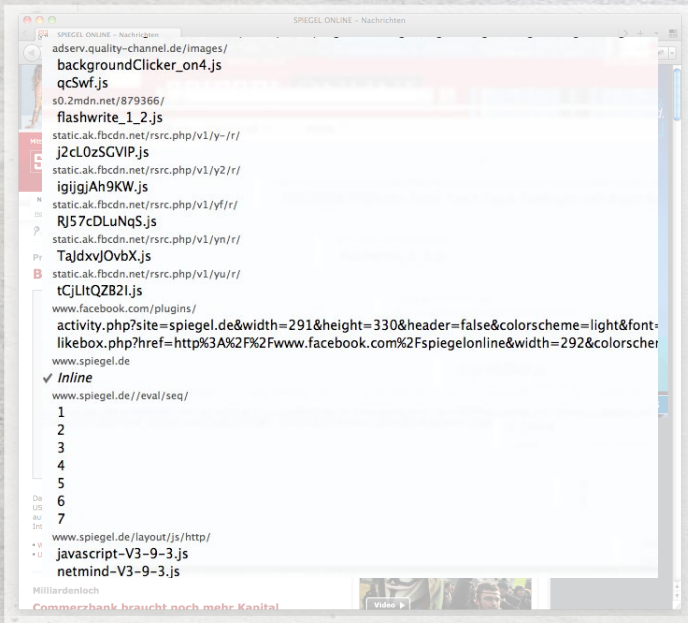 SPIEGEL ONLINE – Nachrichten
SPIEGEL ONLINE – Nachrichten
adserv.quality-channel.de/images/
backgroundClicker_on4.js
qcSwf.js
s0.2mdn.net/879366/
flashwrite_1_2.js
static.ak.fbcdn.net/rsrc.php/v1/y-/r/
j2cL0zSGVIP.js
static.ak.fbcdn.net/rsrc.php/v1/y2/r/
igijgjAh9KW.js
static.ak.fbcdn.net/rsrc.php/v1/yf/r/
RJ57cDLuNqS.js
static.ak.fbcdn.net/rsrc.php/v1/yn/r/
TaJdxvJOvbX.js
static.ak.fbcdn.net/rsrc.php/v1/yu/r/
tCjLItQZB2I.js
www.facebook.com/plugins/
activity.php?site=spiegel.de&width=291&height=330&header=false&colorscheme=light&font=
likebox.php?href=http%3A%2F%2Fwww.facebook.com%2Fspiegelonline&width=292&colorscher
www.spiegel.de
✓ Inline
www.spiegel.de//eval/seq/
1
2
3
4
5
6
7
www.spiegel.de/layout/js/http/
javascript-V3-9-3.js
netmind-V3-9-3.js
Milliardenloch
Commerzbank braucht noch mehr Kapital
Video